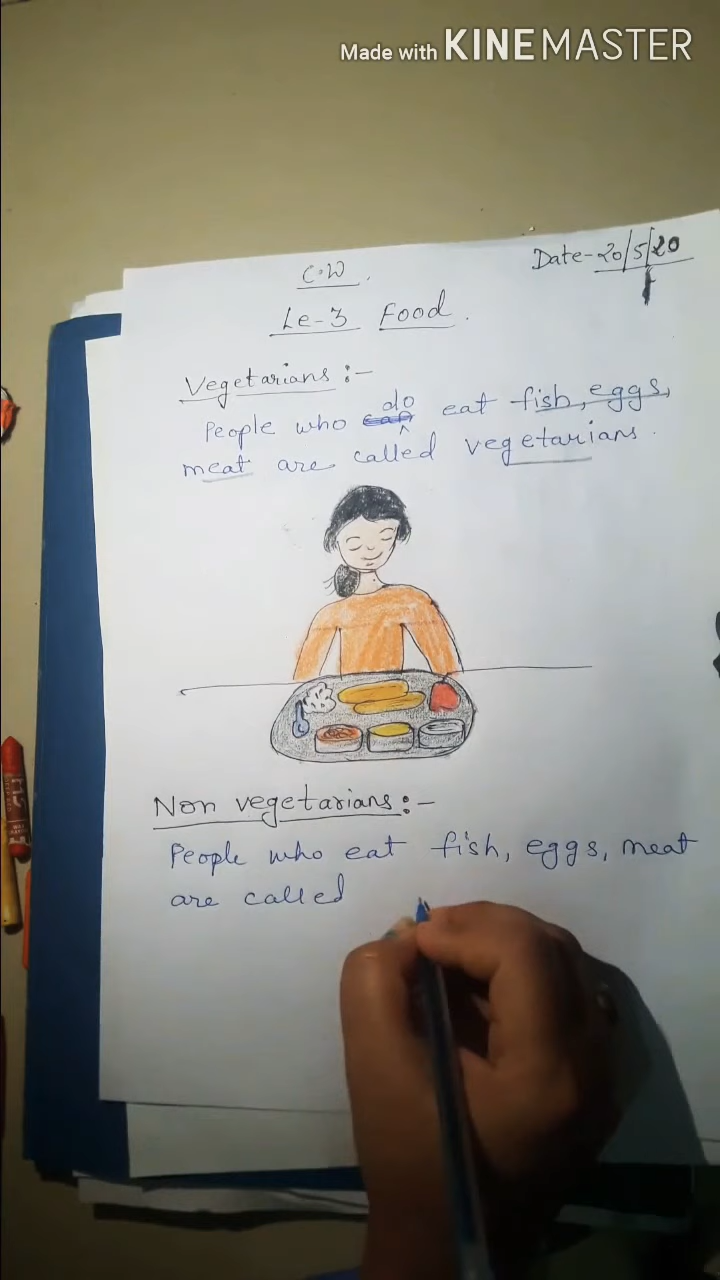 Made with KINEMASTER
C.W.
Date-20/5/20
Le-3 Food.
Vegetarians:-
do
People who can eat fish, eggs,
meat are called vegetarians.
Non vegetarians:-
People who eat fish, eggs, meat
are called